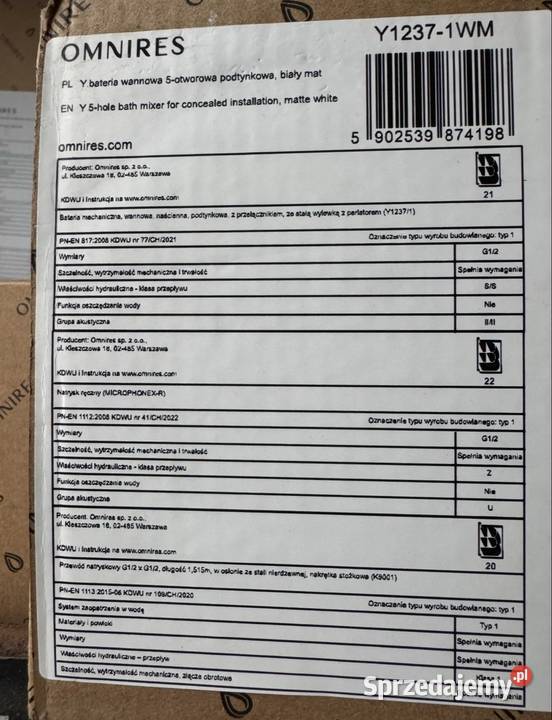 OMNIRES
Y1237-1WM
PL Y bateria wannowa 5-otworowa podtynkowa, biały mat
EN Y 5-hole bath mixer for concealed installation, matte white
omnires.com
5 902539 874198
Producent: Omnires sp. z o.o.,
ul. Kleszczowa 18, 02-485 Warszawa
KDWU i Instrukcja na www.omnires.com
21
Bateria mechaniczna, wannowa, naścienna, podtynkowa, z przełącznikiem, ze stałą wylewką z perlatorem (Y1237/1)
PN-EN 817:2008 KDWU nr 77/CH/2021 Oznaczenie typu wyrobu budowlanego: typ 1
Wymiary G1/2
Szczelność, wytrzymałość mechaniczna i trwałość Spełnia wymagania
Właściwości hydrauliczne - klasa przepływu S/S
Funkcja oszczędzania wody Nie
Grupa akustyczna II/II
Producent: Omnires sp. z o.o.,
ul. Kleszczowa 18, 02-485 Warszawa
KDWU i Instrukcja na www.omnires.com
22
Natrysk ręczny (MICROPHONEX-R)
PN-EN 1112:2008 KDWU nr 41/CH/2022 Oznaczenie typu wyrobu budowlanego: typ 1
Wymiary G1/2
Szczelność, wytrzymałość mechaniczna i trwałość Spełnia wymagania
Właściwości hydrauliczne - klasa przepływu Z
Funkcja oszczędzania wody Nie
Grupa akustyczna U
Producent: Omnires sp. z o.o.,
ul. Kleszczowa 18, 02-485 Warszawa
KDWU i Instrukcja na www.omnires.com
20
Przewód natryskowy G1/2 x G1/2, długość 1,515m, w osłonie ze stali nierdzewnej, nakrętka stożkowa (K9001)
PN-EN 1113:2015-06 KDWU nr 109/CH/2020 Oznaczenie typu wyrobu budowlanego: typ 1
System zaopatrzenia w wodę Typ 1
Materiały i powłoki Spełnia wymagania
Wymiary Spełnia wymagania
Właściwości hydrauliczne – przepływ Klasa
Szczelność, wytrzymałość mechaniczna, złącze obrotowe Spełnia wymagania
Sprzedajemy.pl